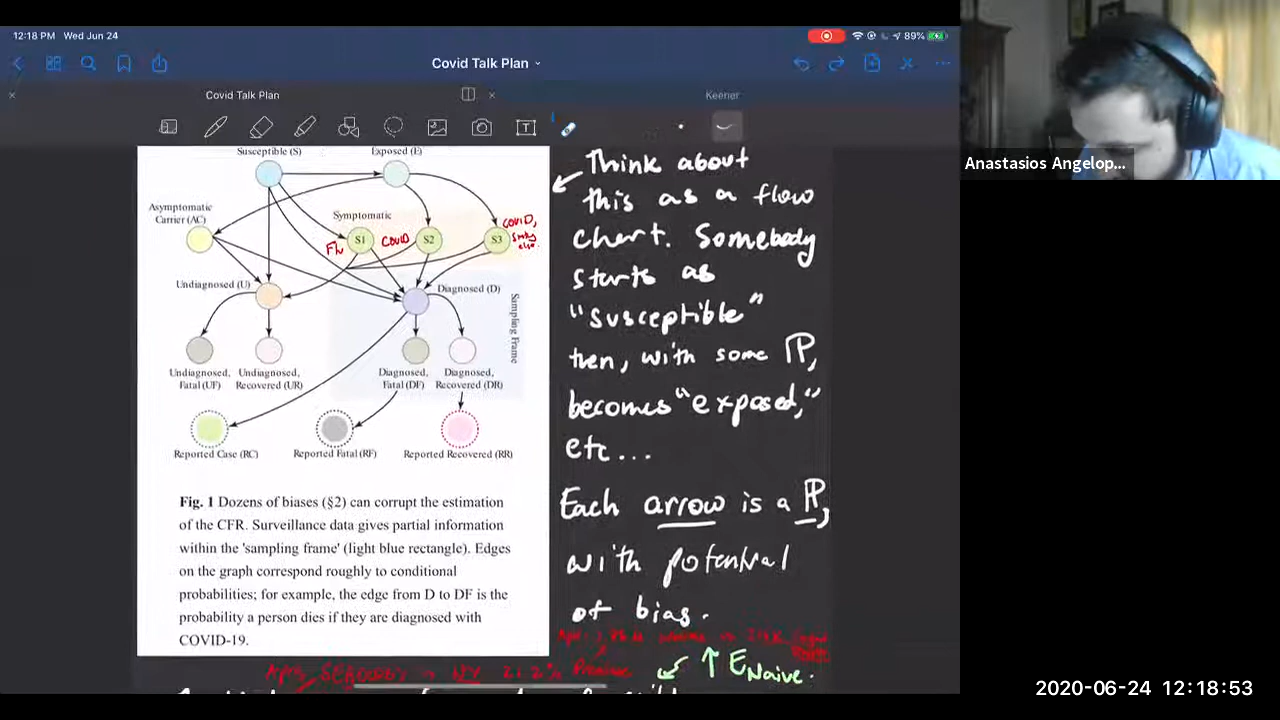 12:18 PM Wed Jun 24
89%
Covid Talk Plan
Covid Talk Plan
Keener
Susceptible (S)
Exposed (E)
Asymptomatic
Carrier (AC)
Symptomatic
S1
S2
S3
Flu
COVID
COVID,
else.
Undiagnosed (U)
Diagnosed (D)
Sampling Frame
Undiagnosed,
Fatal (UF)
Undiagnosed,
Recovered (UR)
Diagnosed,
Fatal (DF)
Diagnosed,
Recovered (DR)
Reported Case (RC)
Reported Fatal (RF)
Reported Recovered (RR)
Fig. 1 Dozens of biases (§2) can corrupt the estimation
of the CFR. Surveillance data gives partial information
within the 'sampling frame' (light blue rectangle). Edges
on the graph correspond roughly to conditional
probabilities; for example, the edge from D to DF is the
probability a person dies if they are diagnosed with
COVID-19.
Think about
this as a flow
chart. Somebody
starts as
"susceptible"
then, with some ℙ,
becomes "exposed,"
etc...
Each arrow is a ℙ,
with potential
of bias.
↑ E Naive.
Anastasios Angelop...
2020-06-24 12:18:53